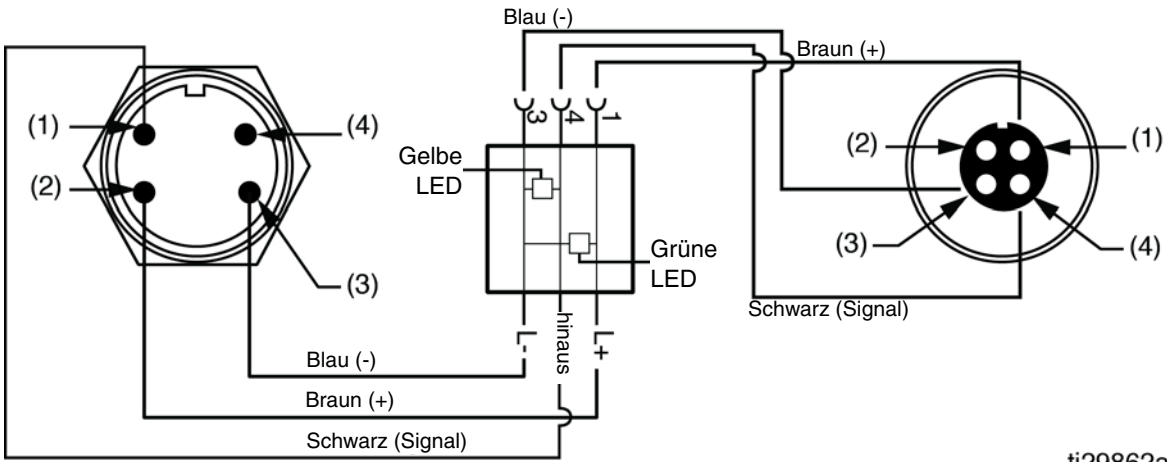 Blau (-)
Braun (+)
(1)
(4)
(2)
(3)
3
4
1
Gelbe
LED
Grüne
LED
(2)
(1)
(3)
(4)
Schwarz (Signal)
L-
hinaus
L+
Blau (-)
Braun (+)
Schwarz (Signal)